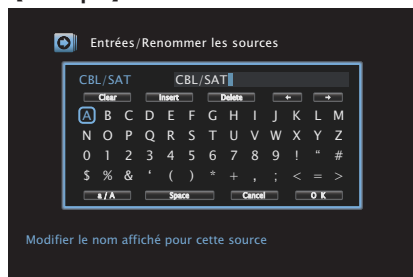 Entrées/Renommer les sources
CBL/SAT CBL/SAT
Clear Insert Delete ← →
A B C D E F G H I J K L M
N O P Q R S T U V W X Y Z
0 1 2 3 4 5 6 7 8 9 ! “ #
$ % & ‘ ( ) * + , ; < = >
a / A Space Cancel O K
Modifier le nom affiché pour cette source